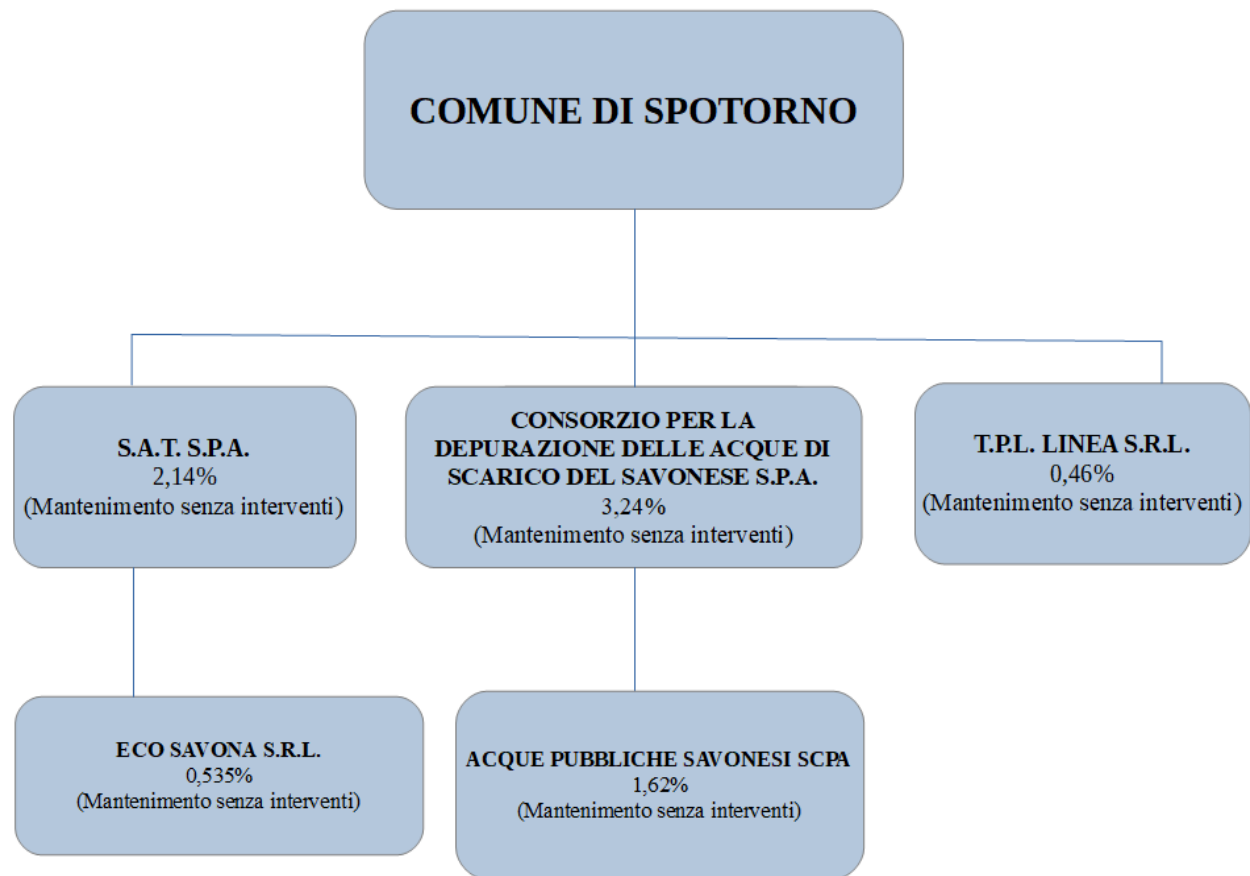 COMUNE DI SPOTORNO
S.A.T. S.P.A.
2,14%
(Mantenimento senza interventi)
CONSORZIO PER LA
DEPURAZIONE DELLE ACQUE DI
SCARICO DEL SAVONESE S.P.A.
3,24%
(Mantenimento senza interventi)
T.P.L. LINEA S.R.L.
0,46%
(Mantenimento senza interventi)
ECO SAVONA S.R.L.
0,535%
(Mantenimento senza interventi)
ACQUE PUBBLICHE SAVONESI SCPA
1,62%
(Mantenimento senza interventi)